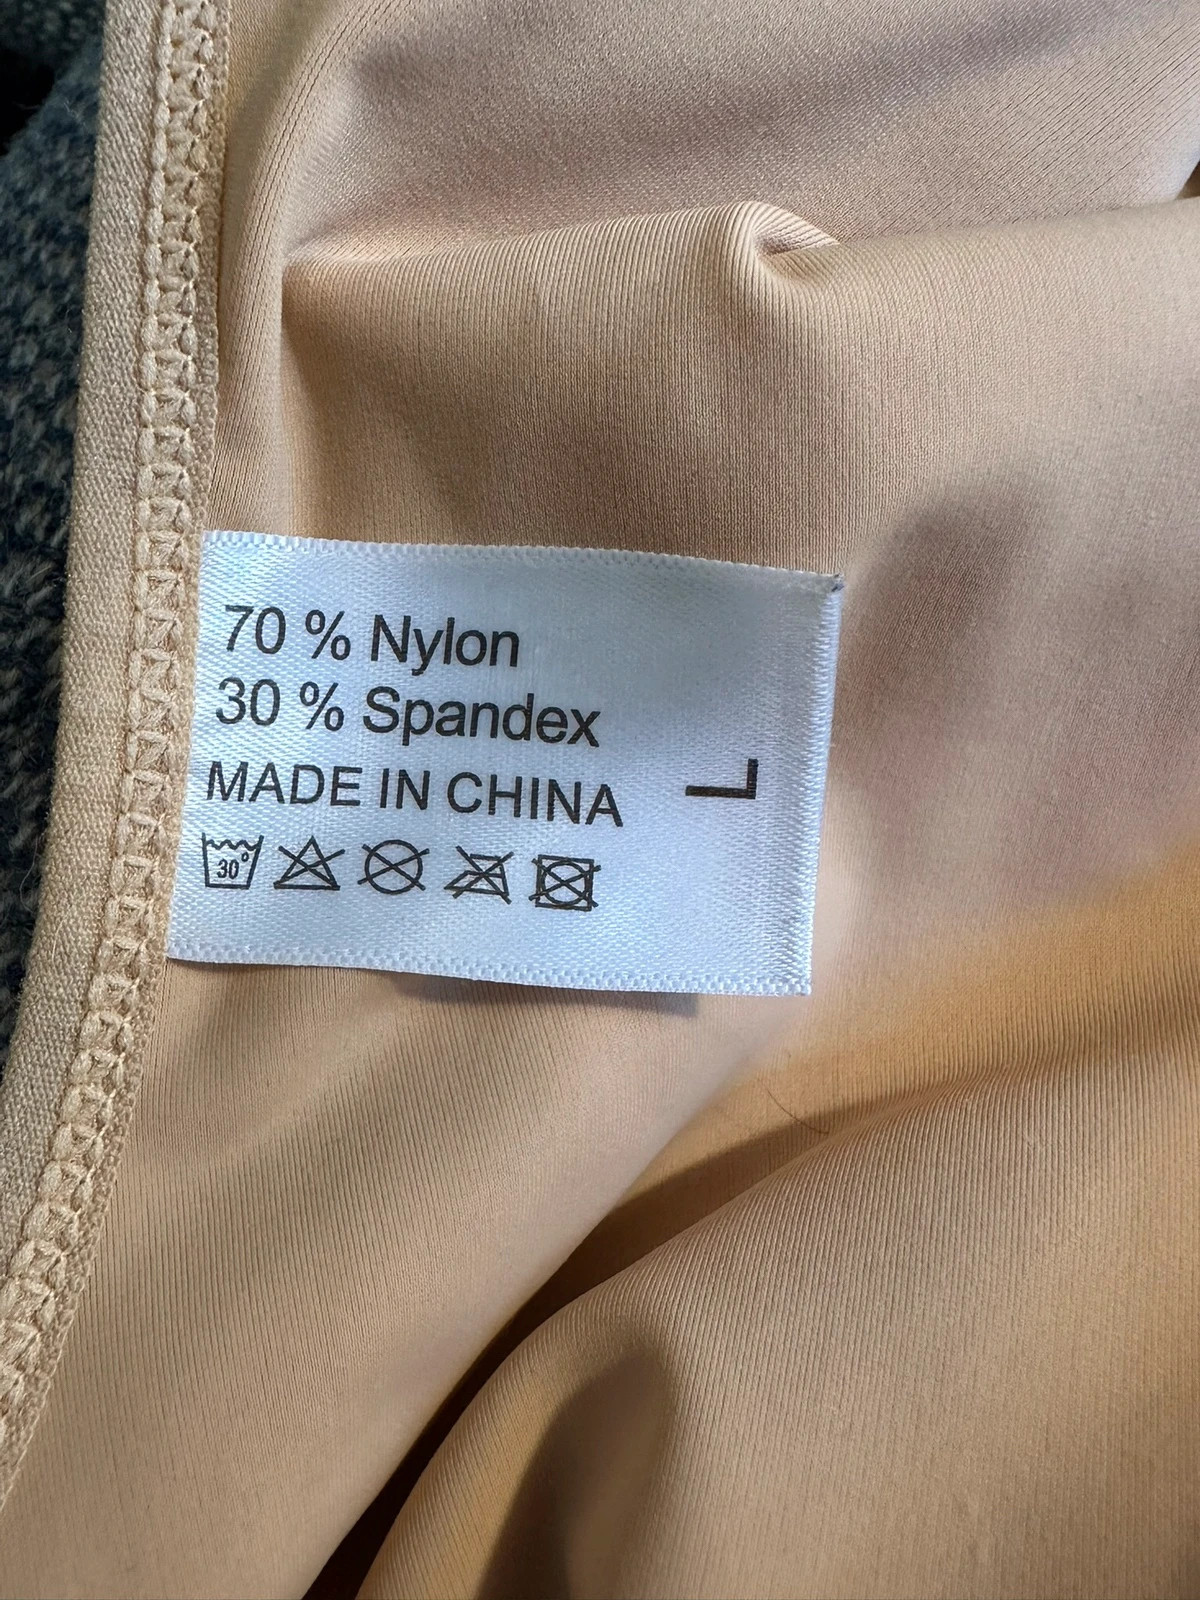 70 % Nylon
30 % Spandex
MADE IN CHINA
L
30°